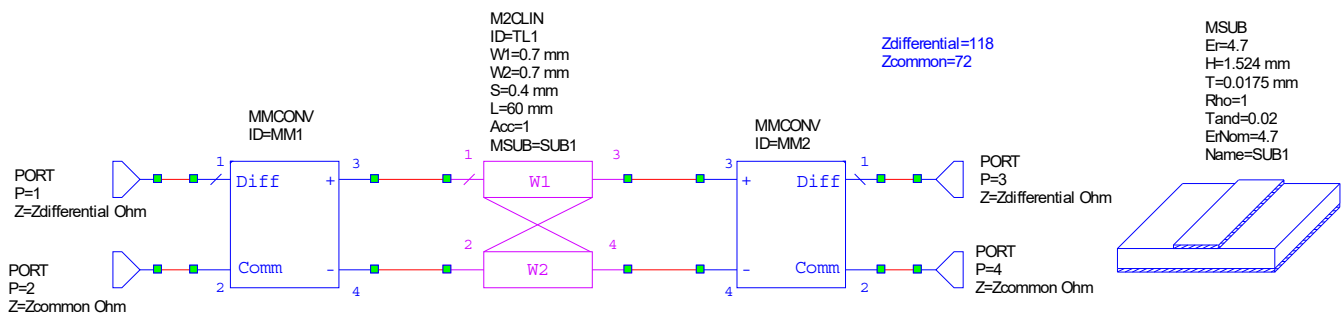 M2CLIN
ID=TL1
W1=0.7 mm
W2=0.7 mm
S=0.4 mm
L=60 mm
Acc=1
MSUB=SUB1
Zdifferential=118
Zcommon=72
MSUB
Er=4.7
H=1.524 mm
T=0.0175 mm
Rho=1
Tand=0.02
ErNom=4.7
Name=SUB1
MMCONV
ID=MM1
MMCONV
ID=MM2
PORT
P=1
Z=Zdifferential Ohm
1
Diff
+
3
1
W1
3
3
+
Diff
1
PORT
P=3
Z=Zdifferential Ohm
PORT
P=2
Z=Zcommon Ohm
2
Comm
-
4
2
W2
4
4
-
Comm
2
PORT
P=4
Z=Zcommon Ohm